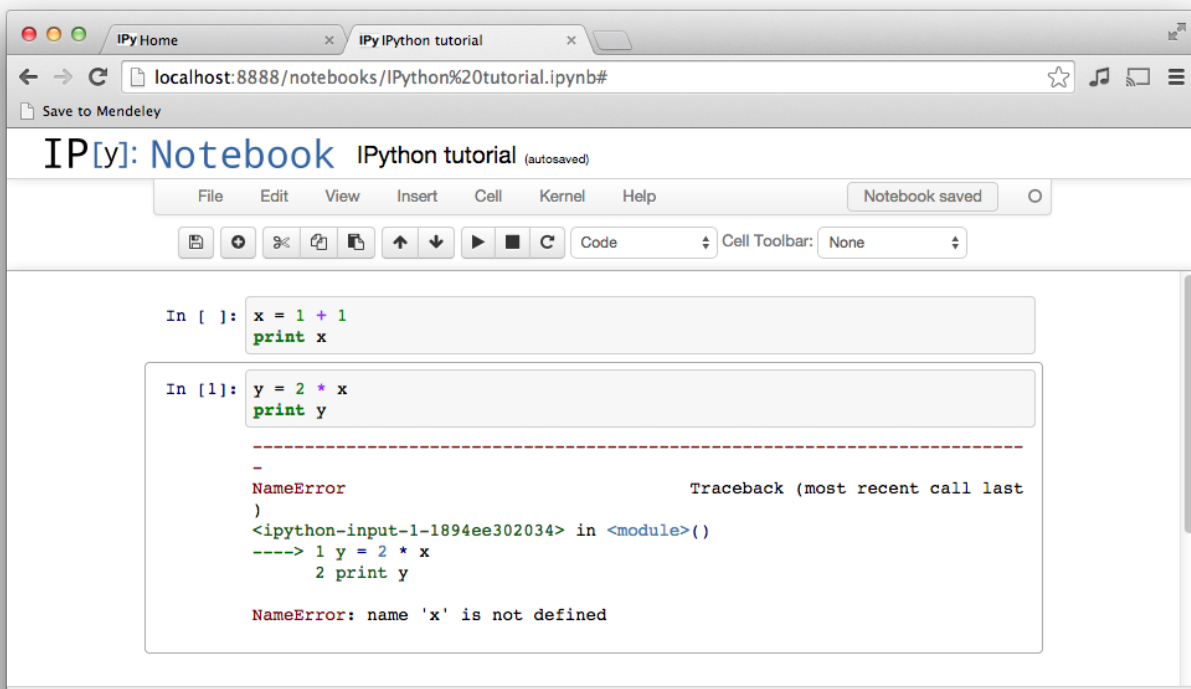 IPy Home × IPy IPython tutorial ×
localhost:8888/notebooks/IPython%20tutorial.ipynb#
Save to Mendeley
IP[y]: Notebook IPython tutorial (autosaved)
File Edit View Insert Cell Kernel Help Notebook saved
Code Cell Toolbar: None
In [ ]: x = 1 + 1
print x
In [1]: y = 2 * x
print y
--------------------------------------------------------------------------
-
NameError Traceback (most recent call last
)
<ipython-input-1-1894ee302034> in <module>()
----> 1 y = 2 * x
2 print y
NameError: name 'x' is not defined